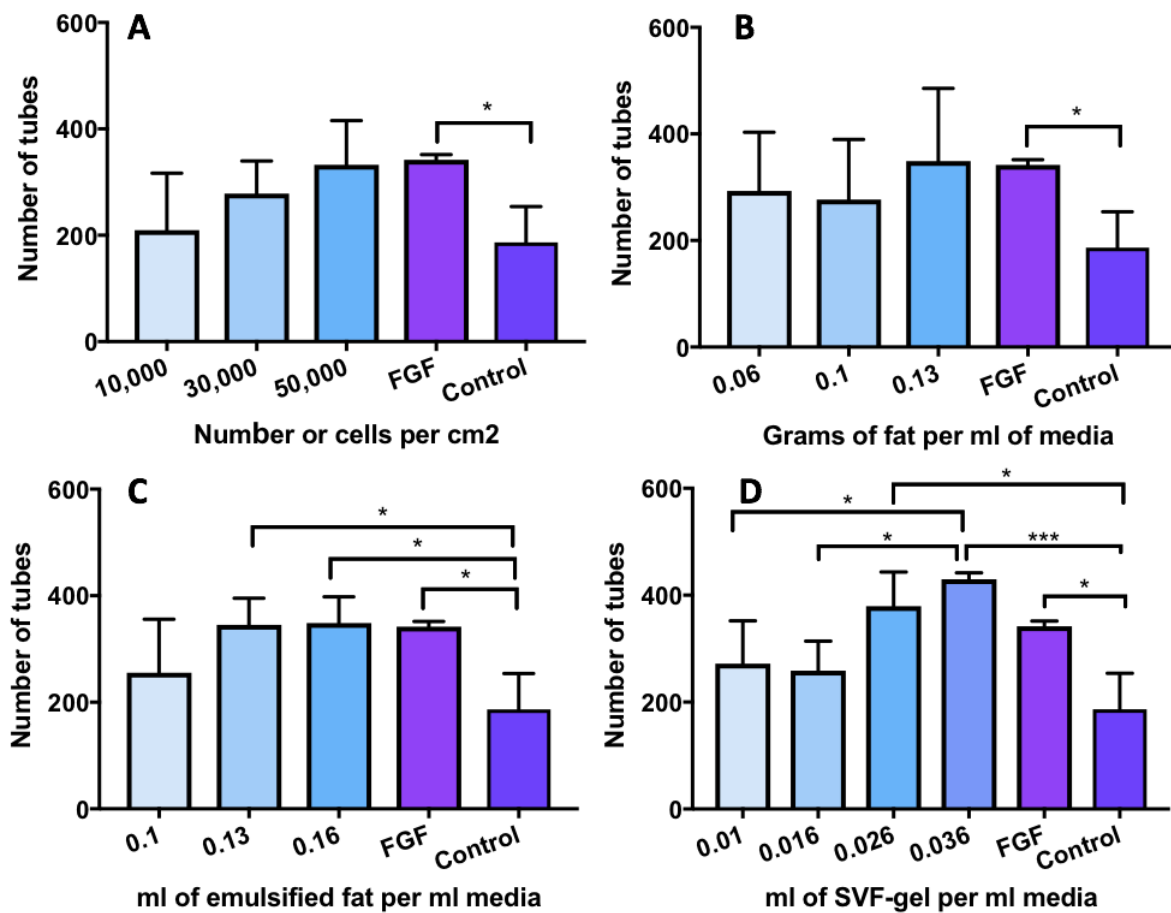 A
Number of tubes
600
400
200
0
*
10,000 30,000 50,000 FGF Control
Number or cells per cm2
B
Number of tubes
600
400
200
0
*
0.06 0.1 0.13 FGF Control
Grams of fat per ml of media
C
Number of tubes
600
400
200
0
*
*
*
0.1 0.13 0.16 FGF Control
ml of emulsified fat per ml media
D
Number of tubes
600
400
200
0
*
*
* ***
*
0.01 0.016 0.026 0.036 FGF Control
ml of SVF-gel per ml media